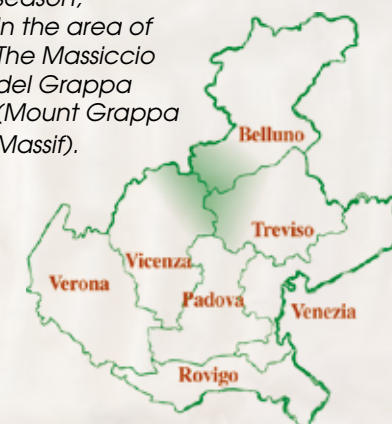 season,
in the area of
The Massiccio
del Grappa
(Mount Grappa
Massif).
Belluno
Treviso
Vicenza
Verona
Padova
Venezia
Rovigo